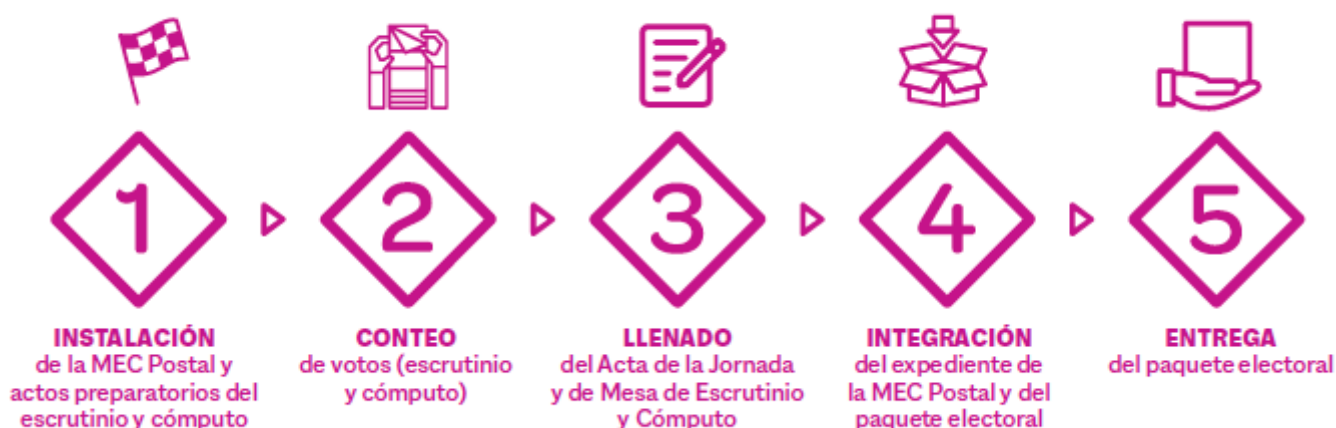 1
2
3
4
5
INSTALACIÓN
de la MEC Postal y
actos preparatorios del
escrutinio y cómputo
CONTEO
de votos (escrutinio
y cómputo)
LLENADO
del Acta de la Jornada
y de Mesa de Escrutinio
y Cómputo
INTEGRACIÓN
del expediente de
la MEC Postal y del
paquete electoral
ENTREGA
del paquete electoral